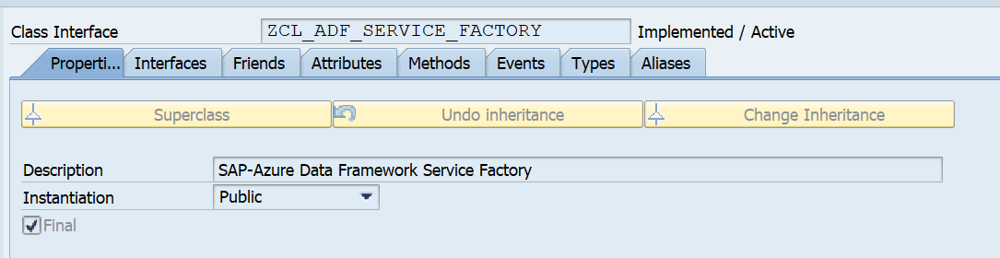 Class Interface ZCL_ADF_SERVICE_FACTORY Implemented / Active
Properti... Interfaces Friends Attributes Methods Events Types Aliases
Superclass Undo inheritance Change Inheritance
Description SAP-Azure Data Framework Service Factory
Instantiation Public
Final